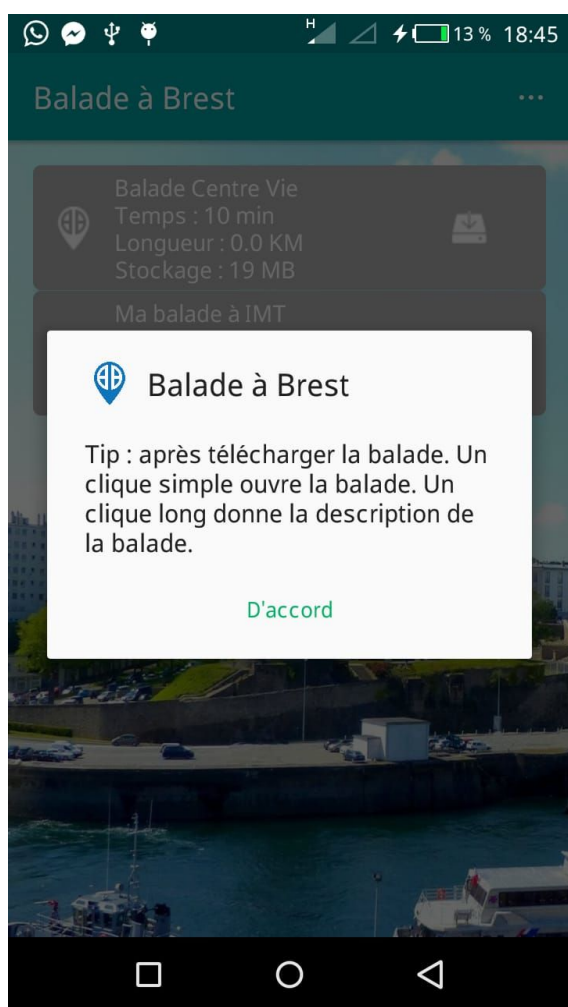 H
13 % 18:45
Balade à Brest
Balade Centre Vie
Temps : 10 min
Longueur : 0.0 KM
Stockage : 19 MB
Ma balade à IMT
Balade à Brest
Tip : après télécharger la balade. Un
clique simple ouvre la balade. Un
clique long donne la description de
la balade.
D'accord